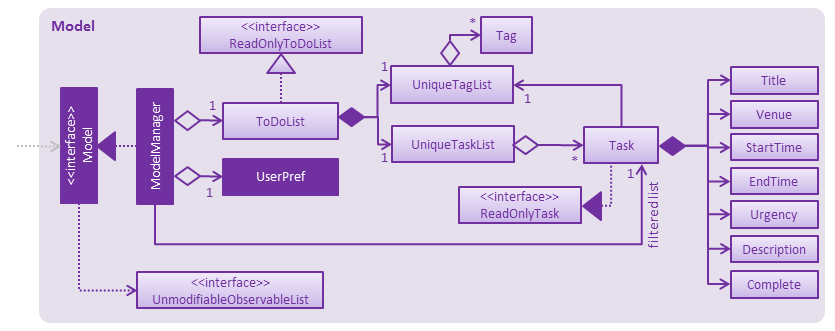 Model
<<interface>>
ReadOnlyToDoList
*
Tag
Title
1
UniqueTagList
1
<<interface>>
Model
ModelManager
1
ToDoList
Venue
UniqueTaskList
1
*
Task
StartTime
UserPref
1
1
EndTime
<<interface>>
ReadOnlyTask
filtered list
Urgency
Description
<<interface>>
UnmodifiableObservableList
Complete